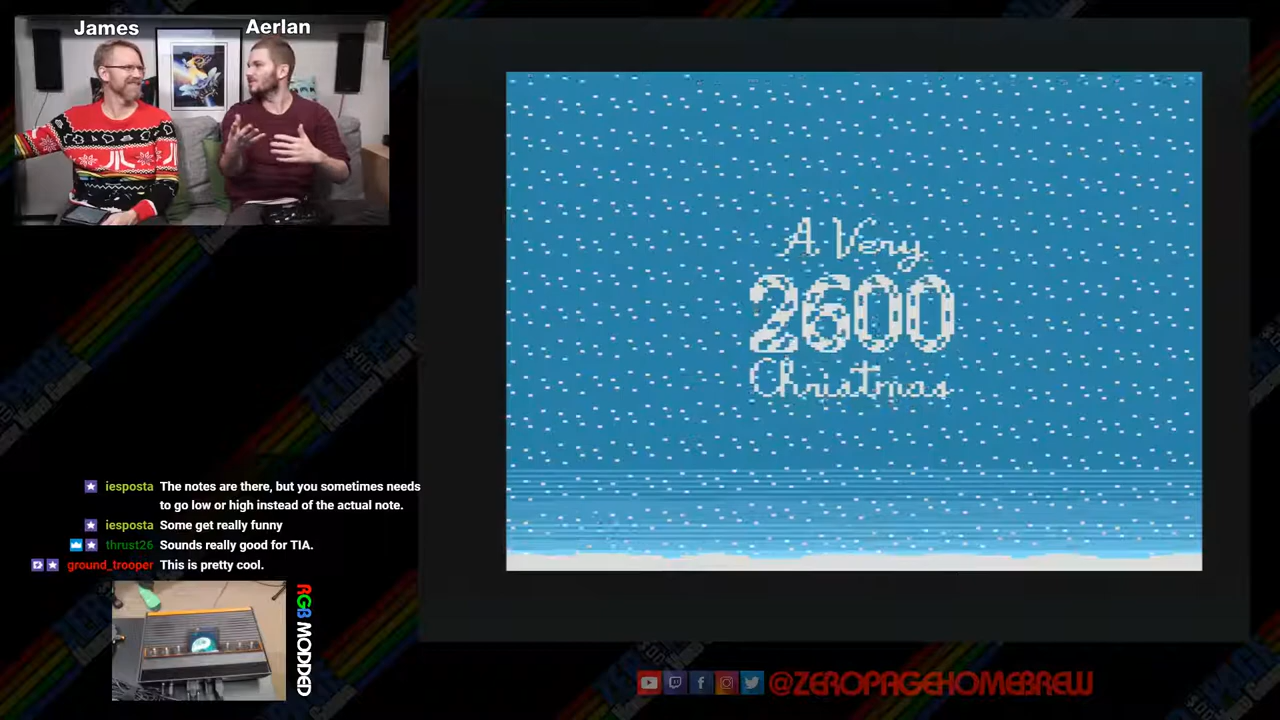 James
Aerlan
A Very
2600
Christmas
iesposta The notes are there, but you sometimes needs
to go low or high instead of the actual note.
iesposta Some get really funny
thrust26 Sounds really good for TIA.
ground_trooper This is pretty cool.
RGB MODDED
@ZEROPAGEHOMEBREW